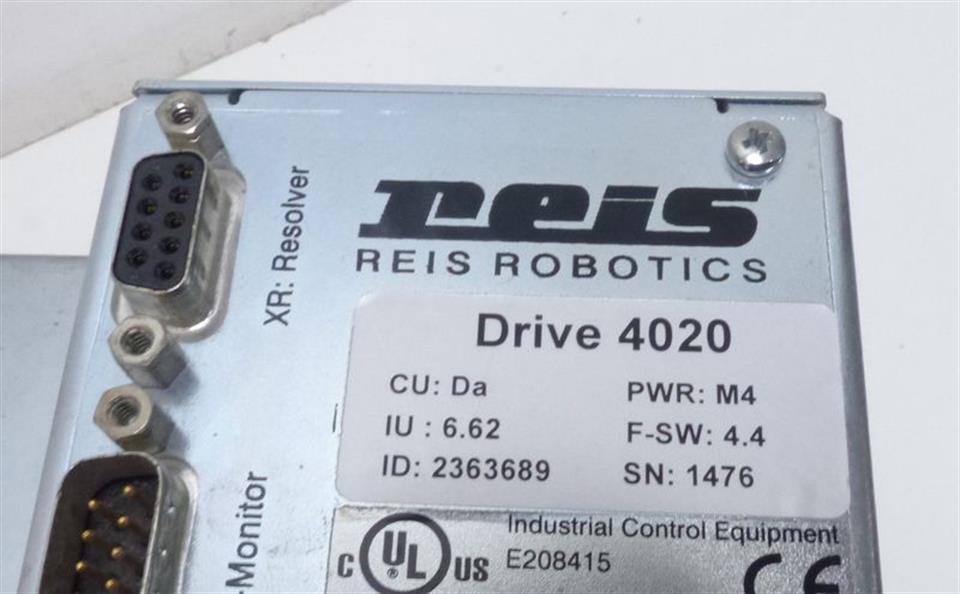 reis
REIS ROBOTICS
XR: Resolver
Drive 4020
CU: Da PWR: M4
IU : 6.62 F-SW: 4.4
ID: 2363689 SN: 1476
-Monitor
Industrial Control Equipment
C UL® US E208415
CE